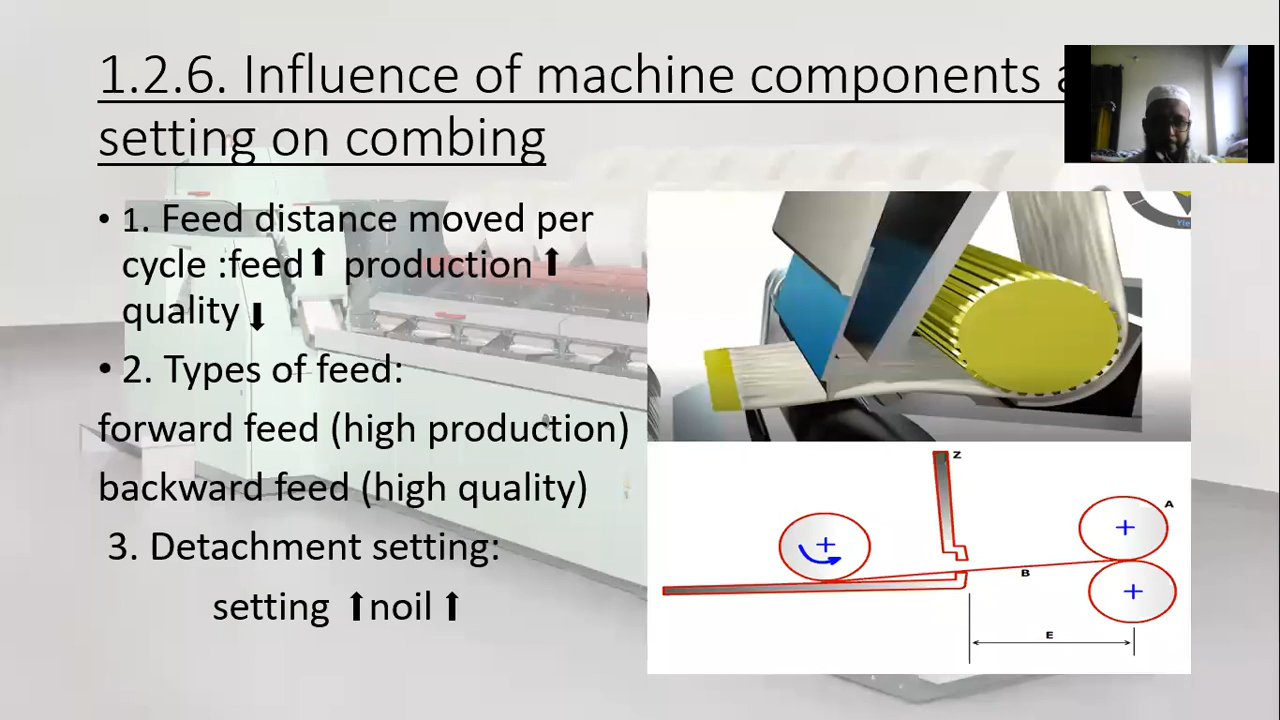 1.2.6. Influence of machine components
setting on combing
• 1. Feed distance moved per
cycle :feed⬆ production ⬆
quality ⬇
• 2. Types of feed:
forward feed (high production)
backward feed (high quality)
3. Detachment setting:
setting ⬆noil ⬆
Z
A
B
E